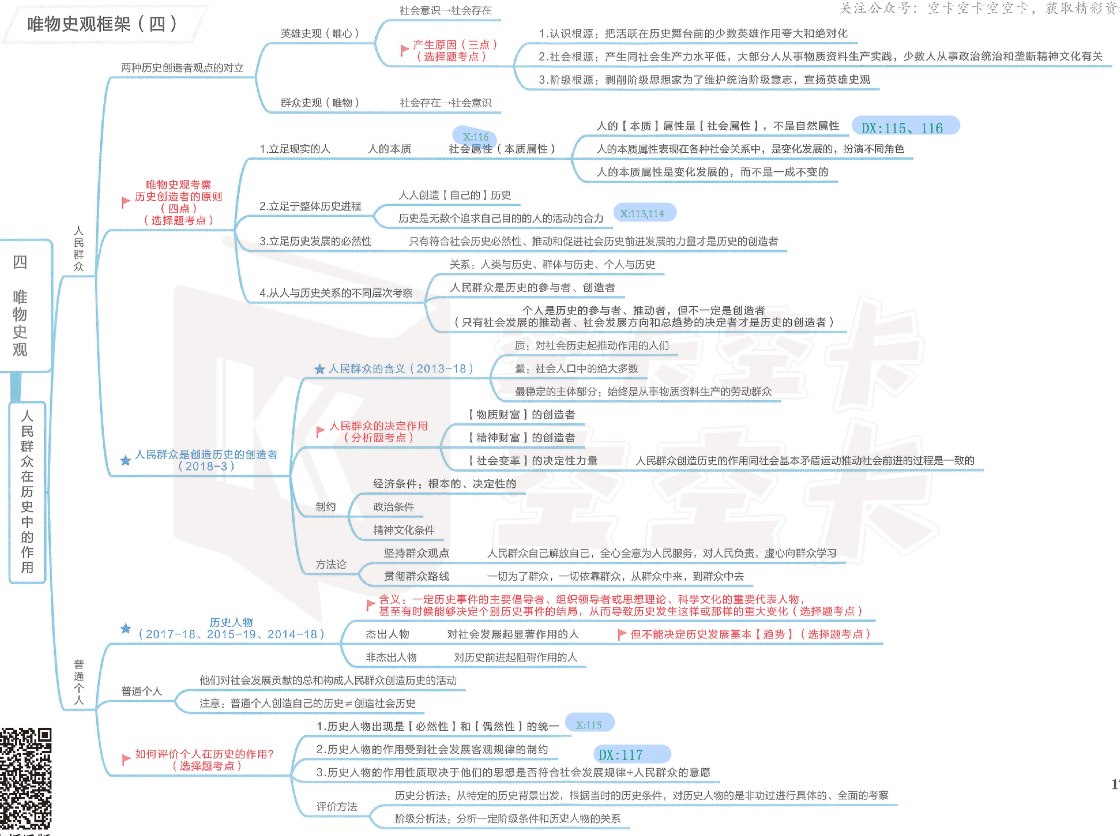 关注公众号：空卡空卡空空卡，获取精彩资
唯物史观框架（四）
四 唯物史观
人民群众在历史中的作用
人民群众
两种历史创造者观点的对立
英雄史观（唯心）
社会意识→社会存在
产生原因（三点）
（选择题考点）
1.认识根源：把活跃在历史舞台前的少数英雄作用夸大和绝对化
2.社会根源：产生同社会生产力水平低，大部分人从事物质资料生产实践，少数人从事政治统治和垄断精神文化有关
3.阶级根源：剥削阶级思想家为了维护统治阶级意志，宣扬英雄史观
群众史观（唯物）
社会存在→社会意识
唯物史观考察
历史创造者的原则
（四点）
（选择题考点）
1.立足现实的人
人的本质
X:116
社会属性（本质属性）
人的【本质】属性是【社会属性】，不是自然属性
DX:115、116
人的本质属性表现在各种社会关系中，是变化发展的，扮演不同角色
人的本质属性是变化发展的，而不是一成不变的
2.立足于整体历史进程
人人创造【自己的】历史
历史是无数个追求自己目的的人的活动的合力
X:113,114
3.立足历史发展的必然性
只有符合社会历史必然性、推动和促进社会历史前进发展的力量才是历史的创造者
4.从人与历史关系的不同层次考察
关系：人类与历史、群体与历史、个人与历史
人民群众是历史的参与者、创造者
个人是历史的参与者、推动者，但不一定是创造者
（只有社会发展的推动者、社会发展方向和总趋势的决定者才是历史的创造者）
人民群众是创造历史的创造者
（2018-3）
人民群众的含义（2013-18）
质：对社会历史起推动作用的人们
量：社会人口中的绝大多数
最稳定的主体部分：始终是从事物质资料生产的劳动群众
人民群众的决定作用
（分析题考点）
【物质财富】的创造者
【精神财富】的创造者
【社会变革】的决定性力量
人民群众创造历史的作用同社会基本矛盾运动推动社会前进的过程是一致的
制约
经济条件：根本的、决定性的
政治条件
精神文化条件
方法论
坚持群众观点
人民群众自己解放自己，全心全意为人民服务，对人民负责，虚心向群众学习
贯彻群众路线
一切为了群众，一切依靠群众，从群众中来，到群众中去
普通个人
历史人物
（2017-18、2015-19、2014-18）
含义：一定历史事件的主要倡导者、组织领导者或思想理论、科学文化的重要代表人物，
甚至有时候能够决定个别历史事件的结局，从而导致历史发生这样或那样的重大变化（选择题考点）
杰出人物
对社会发展起显著作用的人
但不能决定历史发展基本【趋势】（选择题考点）
非杰出人物
对历史前进起阻碍作用的人
普通个人
他们对社会发展贡献的总和构成人民群众创造历史的活动
注意：普通个人创造自己的历史≠创造社会历史
如何评价个人在历史的作用?
（选择题考点）
1.历史人物出现是【必然性】和【偶然性】的统一
X:115
2.历史人物的作用受到社会发展客观规律的制约
DX:117
3.历史人物的作用性质取决于他们的思想是否符合社会发展规律+人民群众的意愿
评价方法
历史分析法：从特定的历史背景出发，根据当时的历史条件，对历史人物的是非功过进行具体的、全面的考察
阶级分析法：分析一定阶级条件和历史人物的关系
空卡
空空卡